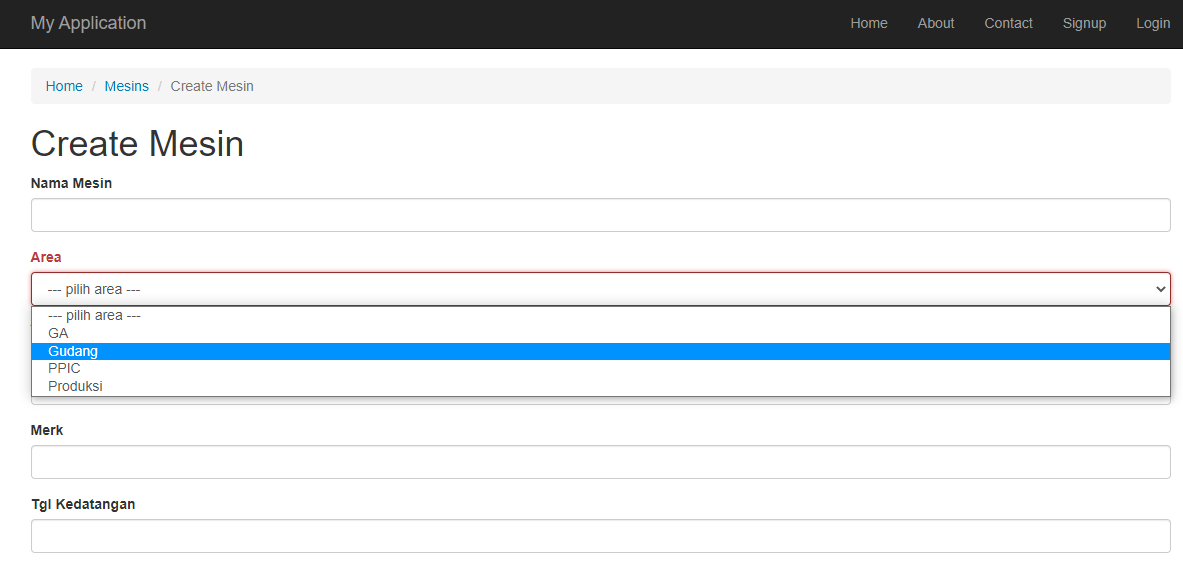 My Application Home About Contact Signup Login
Home / Mesins / Create Mesin
Create Mesin
Nama Mesin
Area
--- pilih area ---
--- pilih area ---
GA
Gudang
PPIC
Produksi
Merk
Tgl Kedatangan